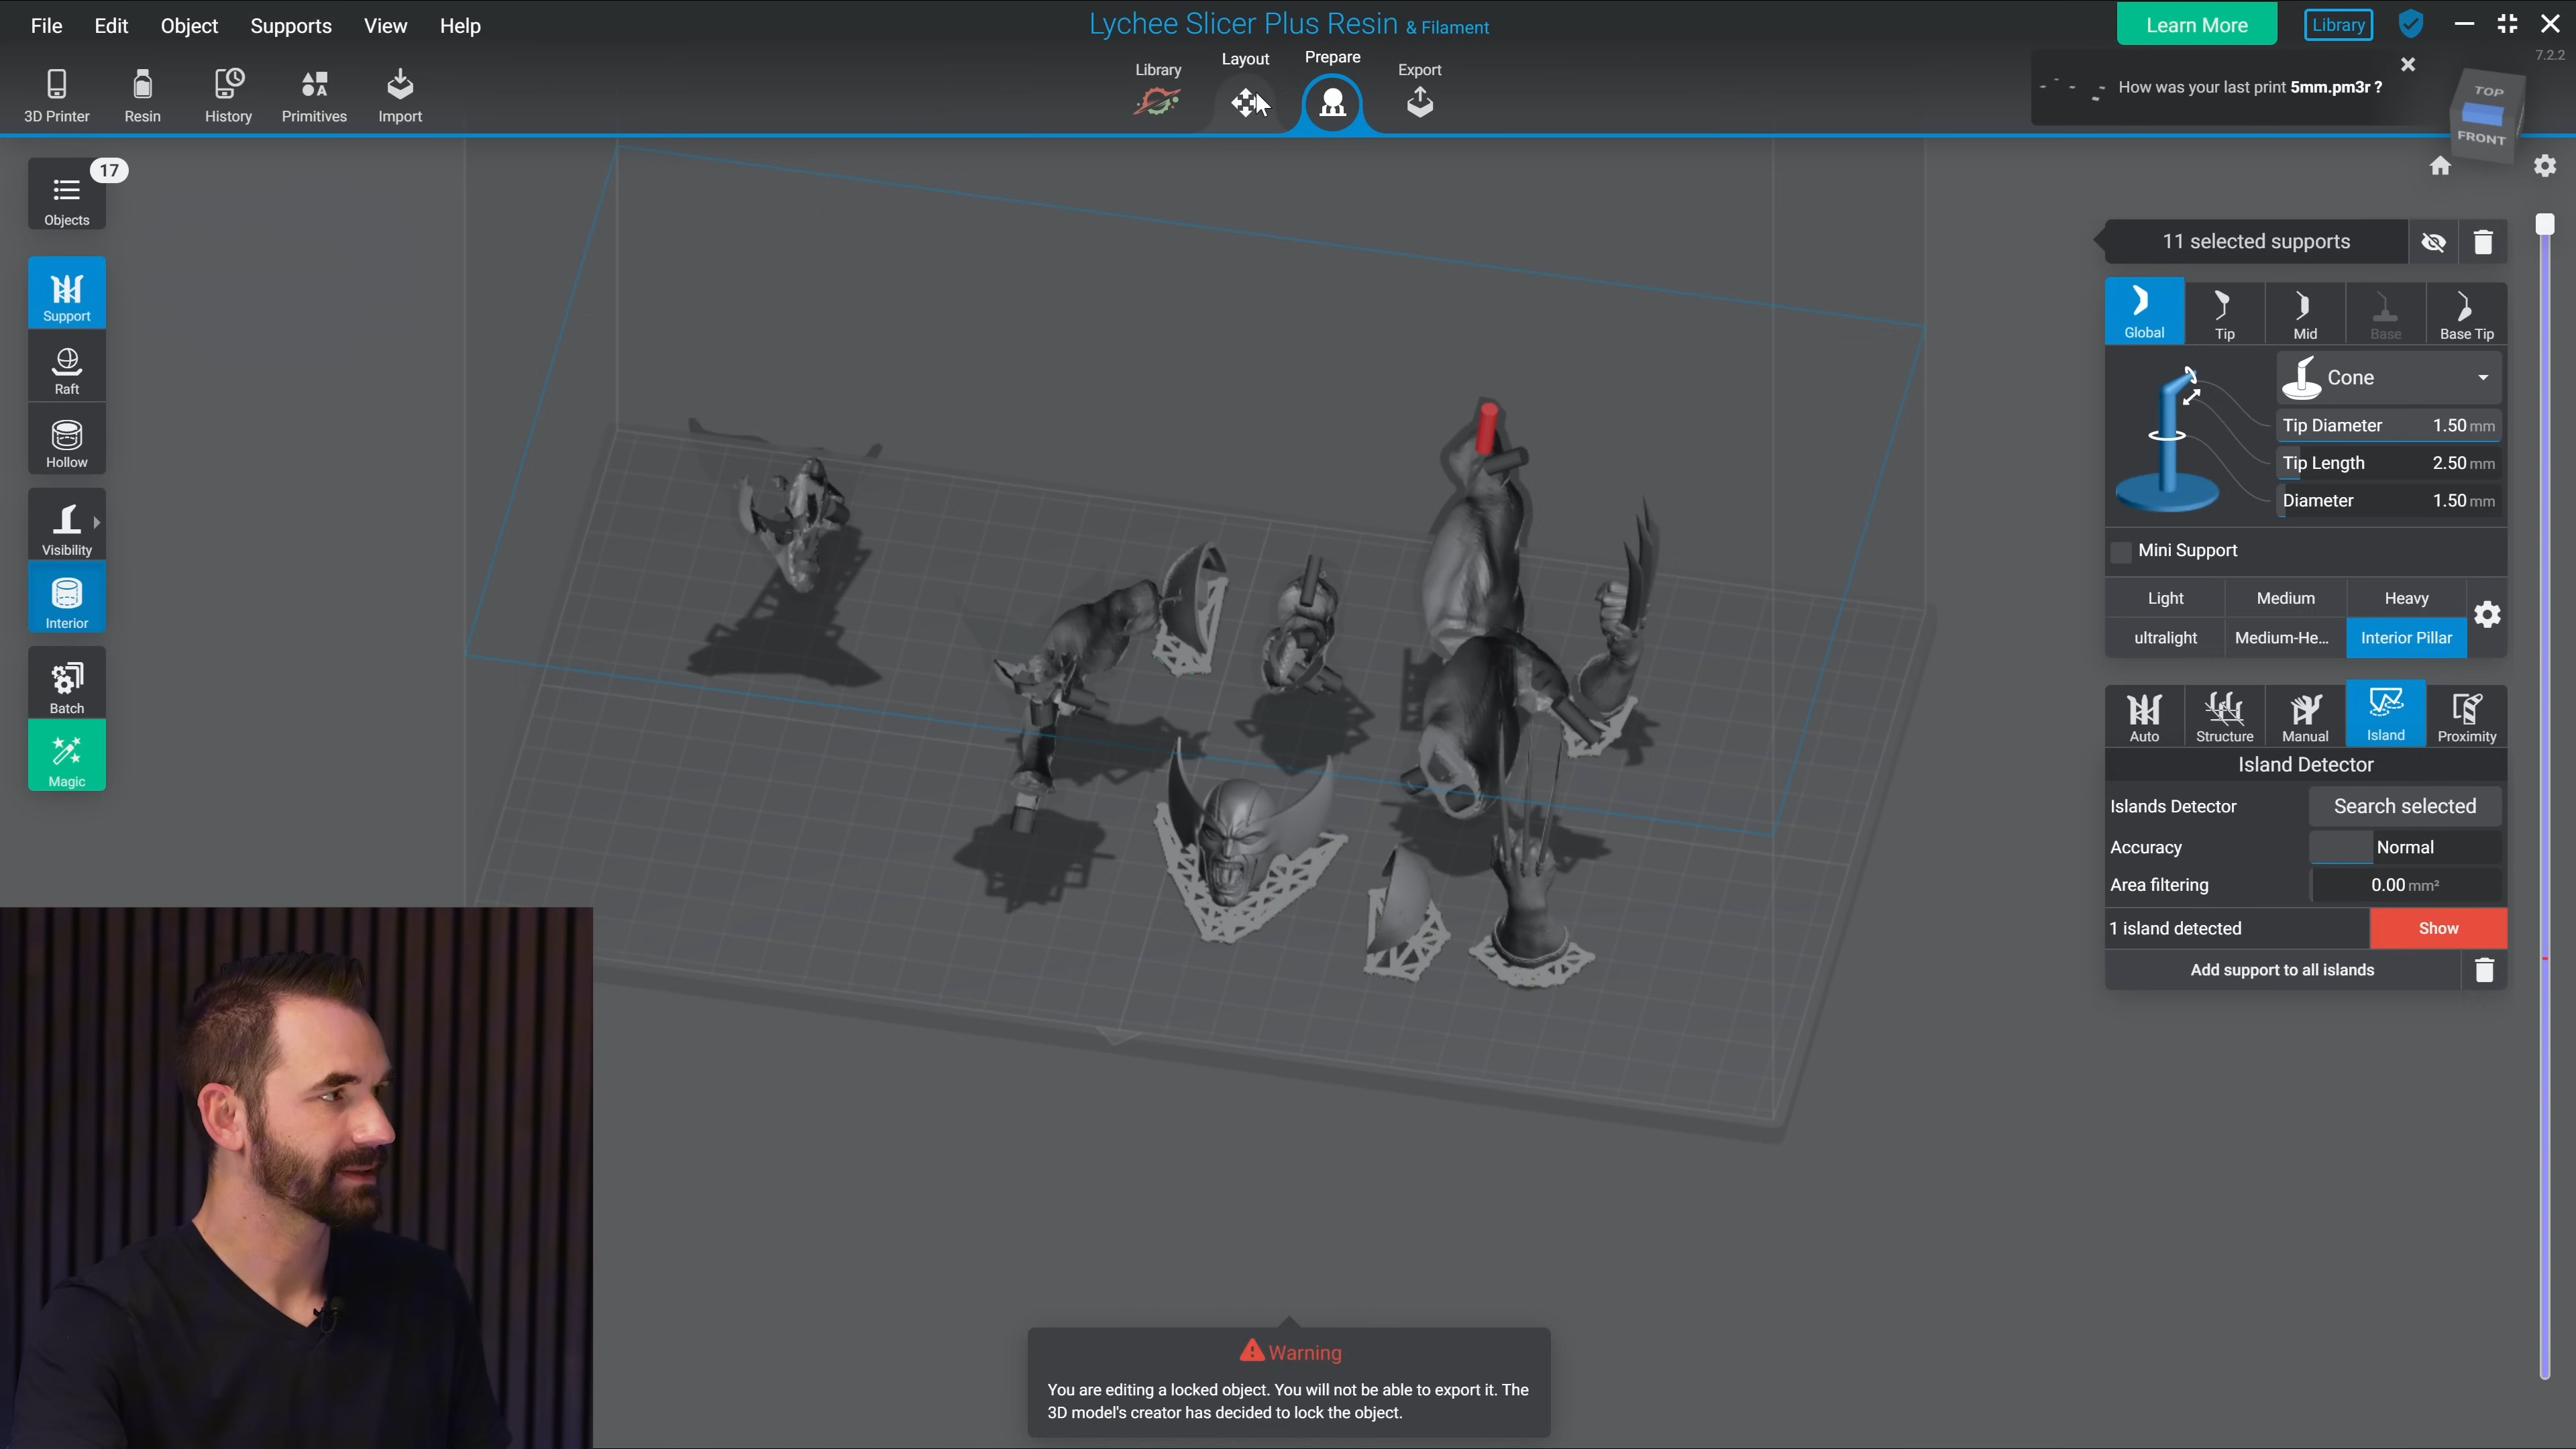 File Edit Object Supports View Help
Lychee Slicer Plus Resin & Filament
Learn More
Library
7.2.2
3D Printer
Resin
History
Primitives
Import
Library
Layout
Prepare
Export
How was your last print 5mm.pm3r ?
TOP
FRONT
17
Objects
Support
Raft
Hollow
Visibility
Interior
Batch
Magic
11 selected supports
Global
Tip
Mid
Base
Base Tip
Cone
Tip Diameter 1.50 mm
Tip Length 2.50 mm
Diameter 1.50 mm
Mini Support
Light Medium Heavy
ultralight Medium-He... Interior Pillar
Auto
Structure
Manual
Island
Proximity
Island Detector
Islands Detector Search selected
Accuracy Normal
Area filtering 0.00 mm²
1 island detected Show
Add support to all islands
Warning
You are editing a locked object. You will not be able to export it. The
3D model's creator has decided to lock the object.